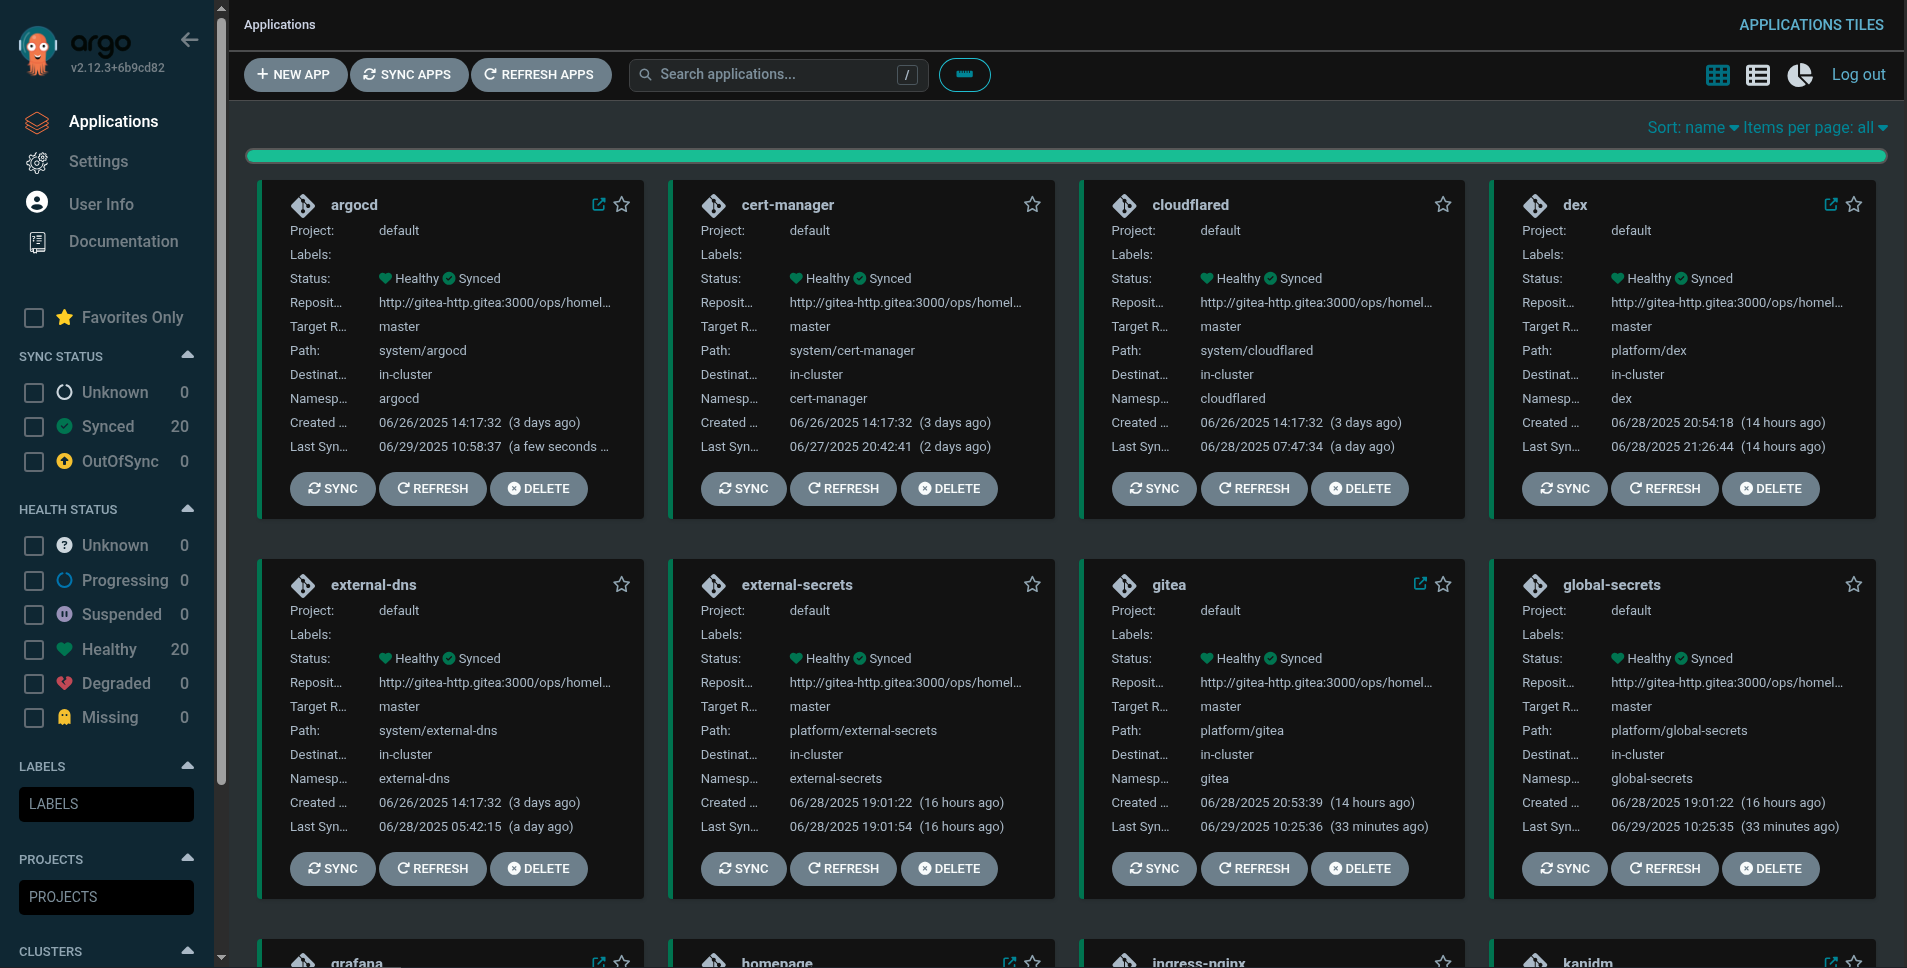 argo
v2.12.3+6b9cd82
Applications
Settings
User Info
Documentation
Favorites Only
SYNC STATUS
Unknown 0
Synced 20
OutOfSync 0
HEALTH STATUS
Unknown 0
Progressing 0
Suspended 0
Healthy 20
Degraded 0
Missing 0
LABELS
LABELS
PROJECTS
PROJECTS
CLUSTERS
Applications
APPLICATIONS TILES
NEW APP SYNC APPS REFRESH APPS Search applications... / Log out
Sort: name Items per page: all
argocd
Project: default
Labels:
Status: Healthy Synced
Reposit... http://gitea-http.gitea:3000/ops/homel...
Target R... master
Path: system/argocd
Destinat... in-cluster
Namesp... argocd
Created ... 06/26/2025 14:17:32 (3 days ago)
Last Syn... 06/29/2025 10:58:37 (a few seconds ...
SYNC REFRESH DELETE
cert-manager
Project: default
Labels:
Status: Healthy Synced
Reposit... http://gitea-http.gitea:3000/ops/homel...
Target R... master
Path: system/cert-manager
Destinat... in-cluster
Namesp... cert-manager
Created ... 06/26/2025 14:17:32 (3 days ago)
Last Syn... 06/27/2025 20:42:41 (2 days ago)
SYNC REFRESH DELETE
cloudflared
Project: default
Labels:
Status: Healthy Synced
Reposit... http://gitea-http.gitea:3000/ops/homel...
Target R... master
Path: system/cloudflared
Destinat... in-cluster
Namesp... cloudflared
Created ... 06/26/2025 14:17:32 (3 days ago)
Last Syn... 06/28/2025 07:47:34 (a day ago)
SYNC REFRESH DELETE
dex
Project: default
Labels:
Status: Healthy Synced
Reposit... http://gitea-http.gitea:3000/ops/homel...
Target R... master
Path: platform/dex
Destinat... in-cluster
Namesp... dex
Created ... 06/28/2025 20:54:18 (14 hours ago)
Last Syn... 06/28/2025 21:26:44 (14 hours ago)
SYNC REFRESH DELETE
external-dns
Project: default
Labels:
Status: Healthy Synced
Reposit... http://gitea-http.gitea:3000/ops/homel...
Target R... master
Path: system/external-dns
Destinat... in-cluster
Namesp... external-dns
Created ... 06/26/2025 14:17:32 (3 days ago)
Last Syn... 06/28/2025 05:42:15 (a day ago)
SYNC REFRESH DELETE
external-secrets
Project: default
Labels:
Status: Healthy Synced
Reposit... http://gitea-http.gitea:3000/ops/homel...
Target R... master
Path: platform/external-secrets
Destinat... in-cluster
Namesp... external-secrets
Created ... 06/28/2025 19:01:22 (16 hours ago)
Last Syn... 06/28/2025 19:01:54 (16 hours ago)
SYNC REFRESH DELETE
gitea
Project: default
Labels:
Status: Healthy Synced
Reposit... http://gitea-http.gitea:3000/ops/homel...
Target R... master
Path: platform/gitea
Destinat... in-cluster
Namesp... gitea
Created ... 06/28/2025 20:53:39 (14 hours ago)
Last Syn... 06/29/2025 10:25:36 (33 minutes ago)
SYNC REFRESH DELETE
global-secrets
Project: default
Labels:
Status: Healthy Synced
Reposit... http://gitea-http.gitea:3000/ops/homel...
Target R... master
Path: platform/global-secrets
Destinat... in-cluster
Namesp... global-secrets
Created ... 06/28/2025 19:01:22 (16 hours ago)
Last Syn... 06/29/2025 10:25:35 (33 minutes ago)
SYNC REFRESH DELETE
grafana
homepage
ingress-nginx
kanidm